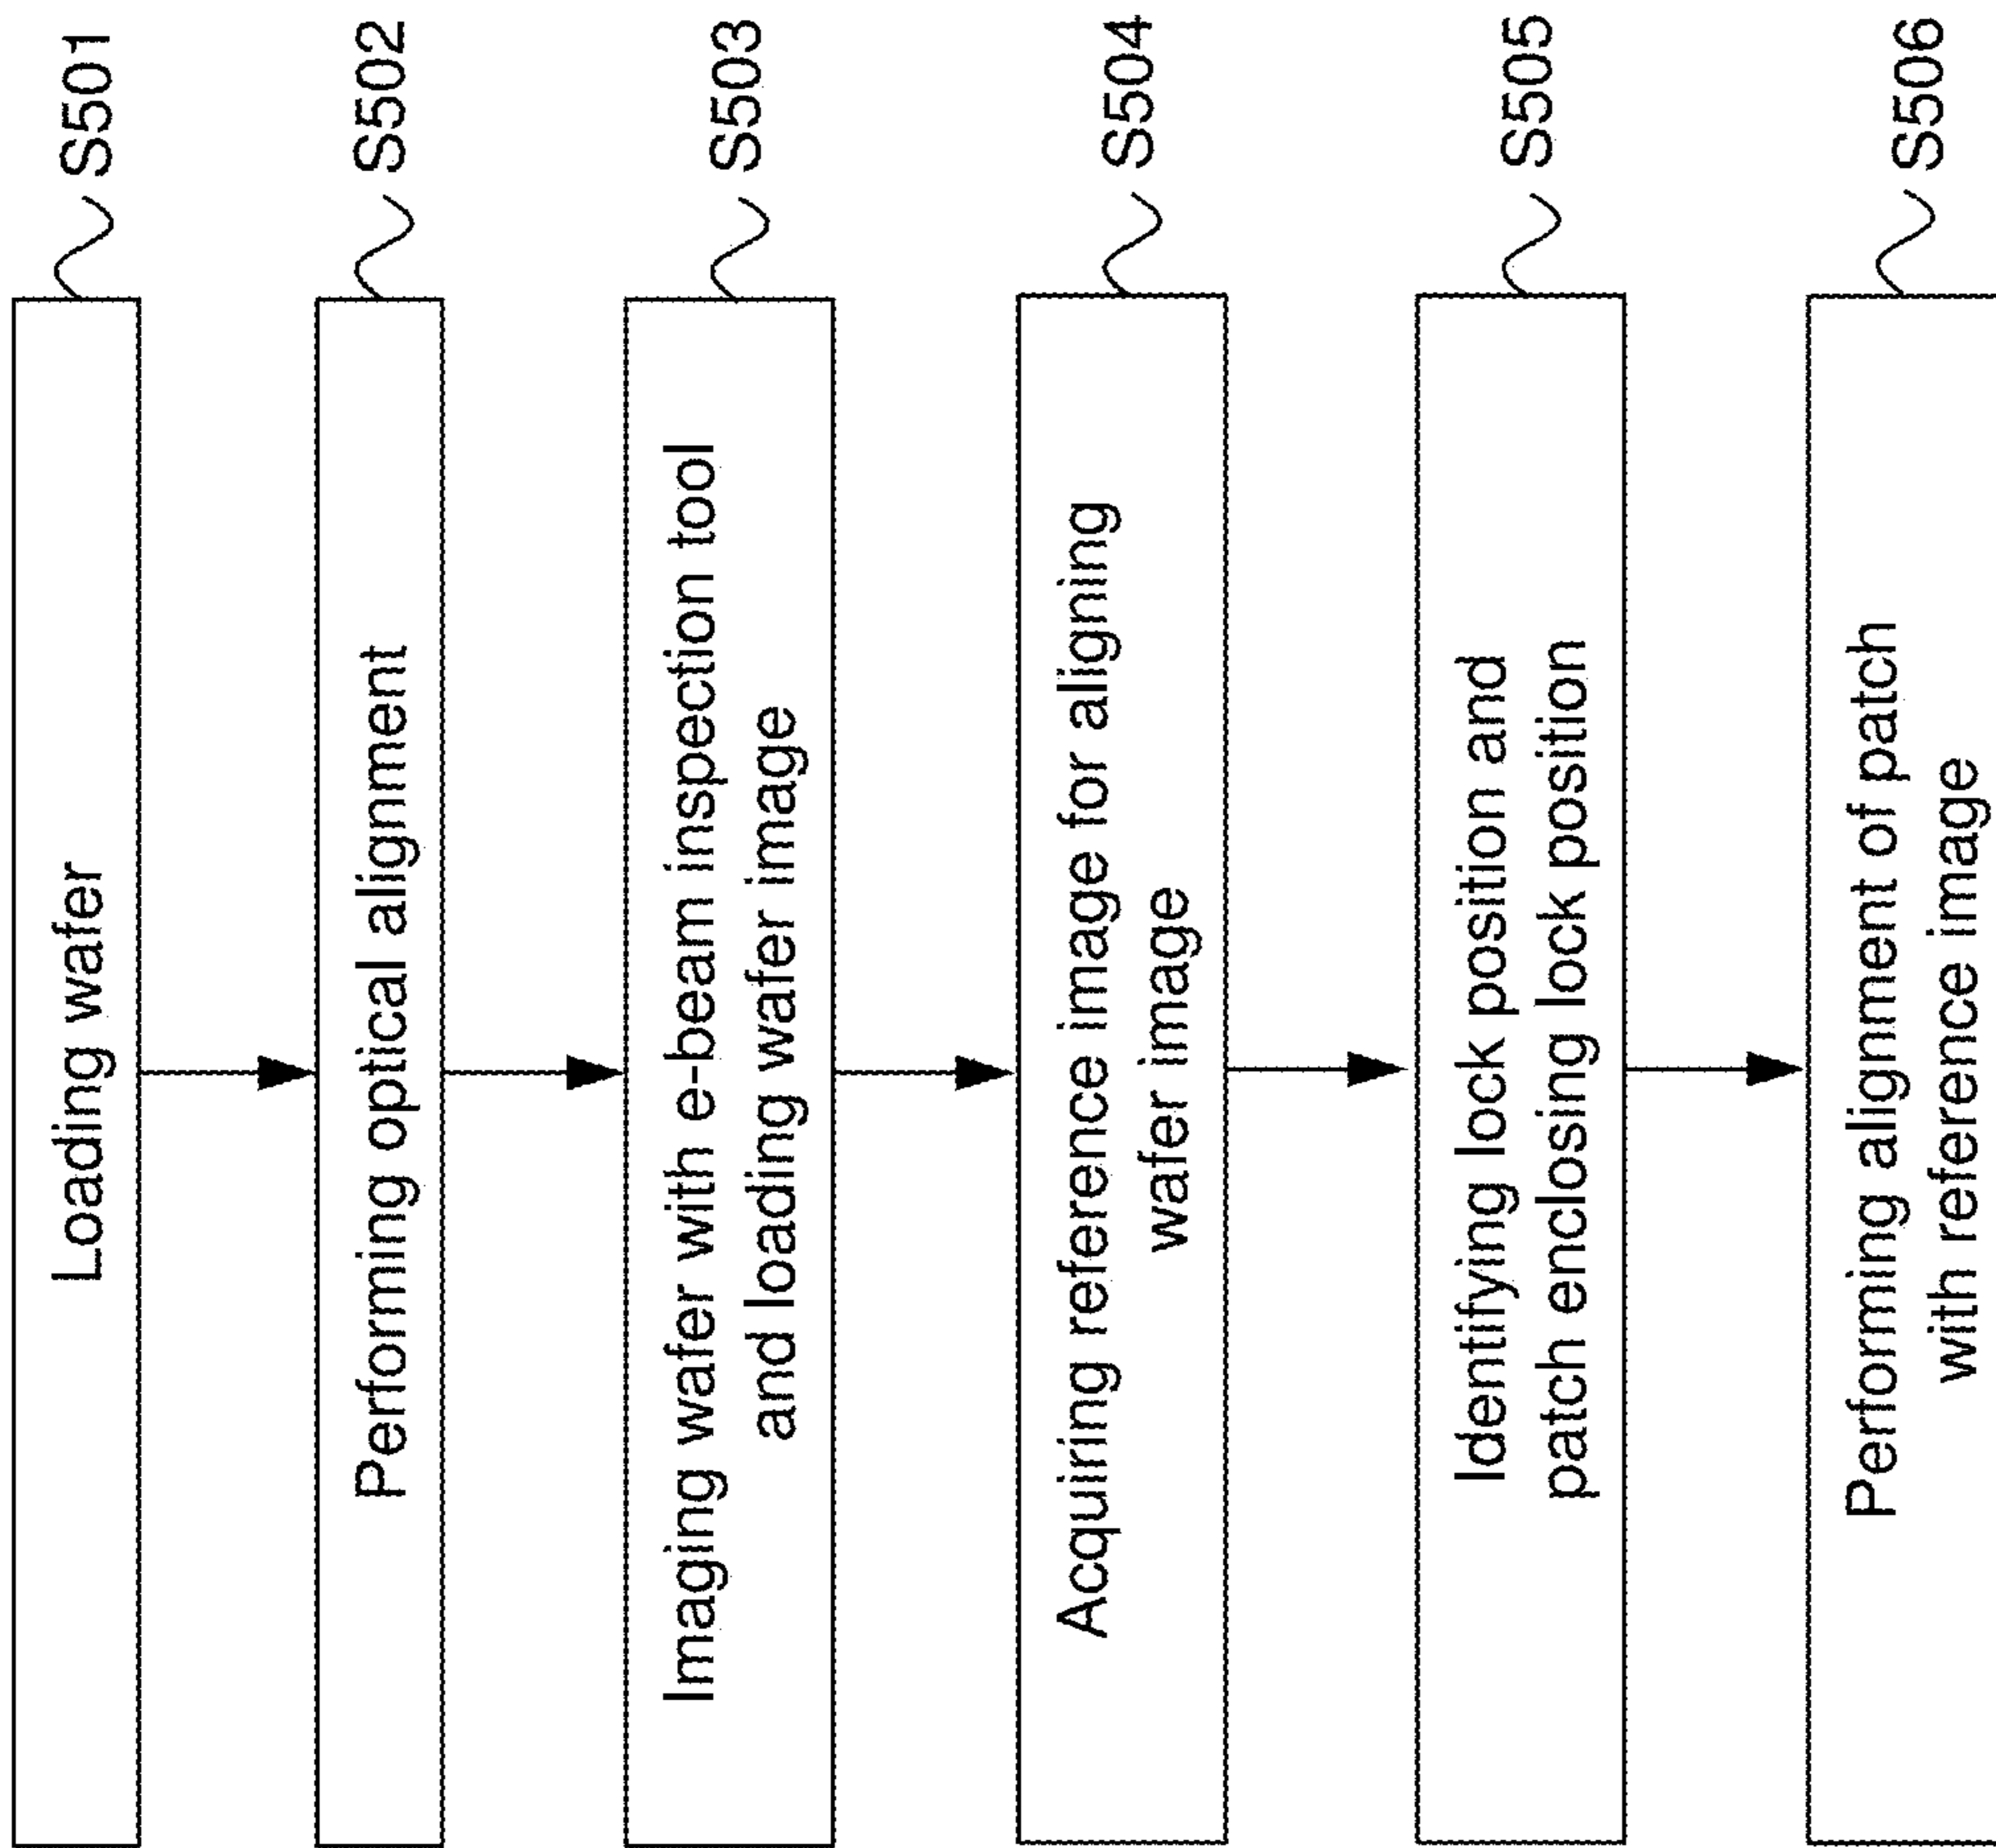 Loading wafer
S501
Performing optical alignment
S502
Imaging wafer with e-beam inspection tool
and loading wafer image
S503
Acquiring reference image for aligning
wafer image
S504
Identifying lock position and
patch enclosing lock position
S505
Performing alignment of patch
with reference image
S506